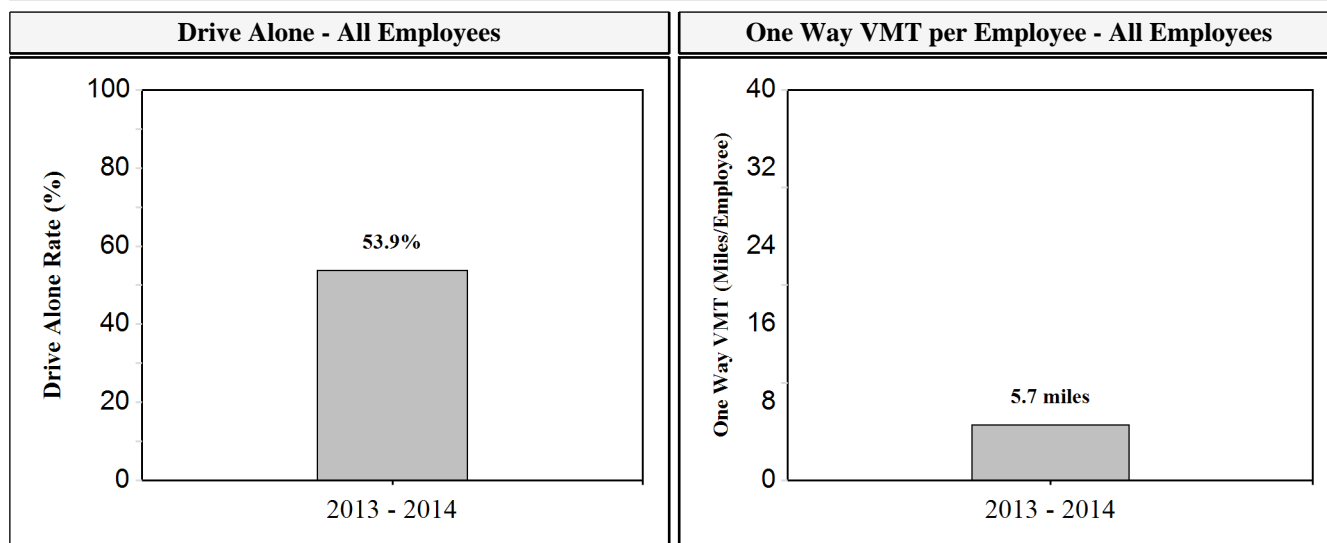 Drive Alone - All Employees
Drive Alone Rate (%)
100
80
60
40
20
0
53.9%
2013 - 2014
One Way VMT per Employee - All Employees
One Way VMT (Miles/Employee)
40
32
24
16
8
0
5.7 miles
2013 - 2014